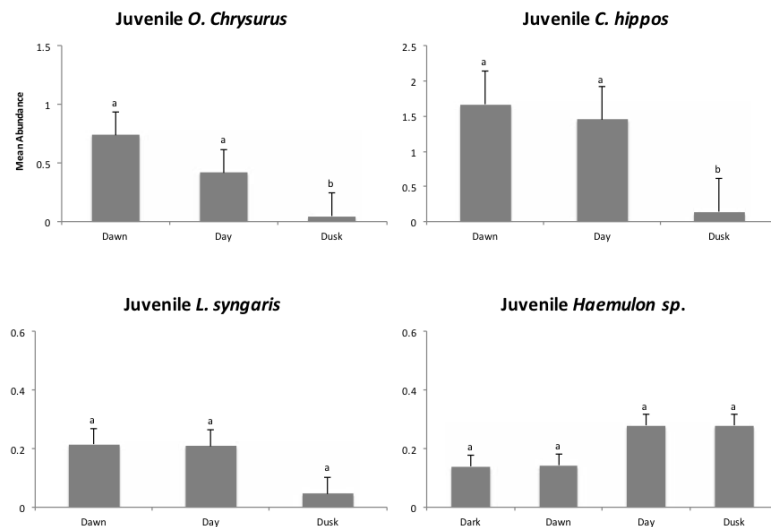 Juvenile O. Chrysurus
1.5
1
0.5
0
Mean Abundance
a
a
b
Dawn
Day
Dusk
Juvenile C. hippos
2.5
2
1.5
1
0.5
0
a
a
b
Dawn
Day
Dusk
Juvenile L. syngaris
0.6
0.4
0.2
0
a
a
a
Dawn
Day
Dusk
Juvenile Haemulon sp.
0.6
0.4
0.2
0
a
a
a
a
Dark
Dawn
Day
Dusk